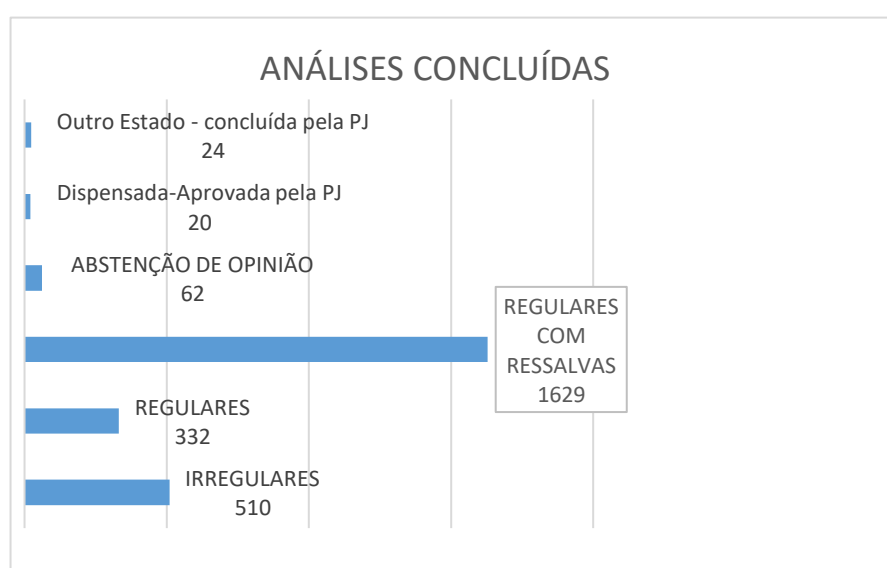 ANÁLISES CONCLUÍDAS
Outro Estado - concluída pela PJ
24
Dispensada-Aprovada pela PJ
20
ABSTENÇÃO DE OPINIÃO
62
REGULARES
COM
RESSALVAS
1629
REGULARES
332
IRREGULARES
510